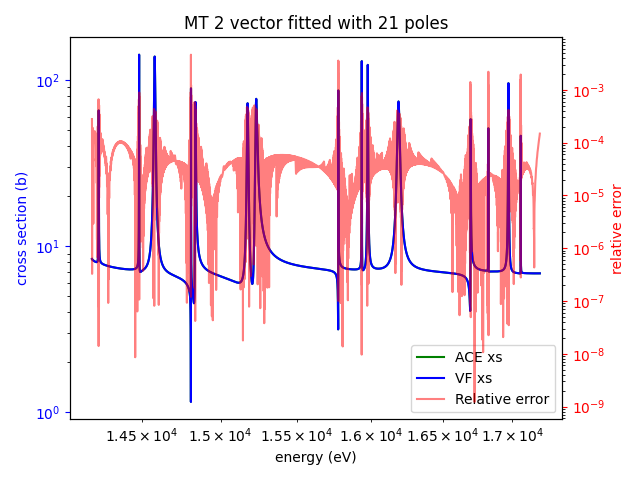 MT 2 vector fitted with 21 poles
cross section (b)
10²
10¹
10⁰
10⁻³
10⁻⁴
10⁻⁵
10⁻⁶
10⁻⁷
10⁻⁸
10⁻⁹
relative error
ACE xs
VF xs
Relative error
1.45 × 10⁴ 1.5 × 10⁴ 1.55 × 10⁴ 1.6 × 10⁴ 1.65 × 10⁴ 1.7 × 10⁴
energy (eV)